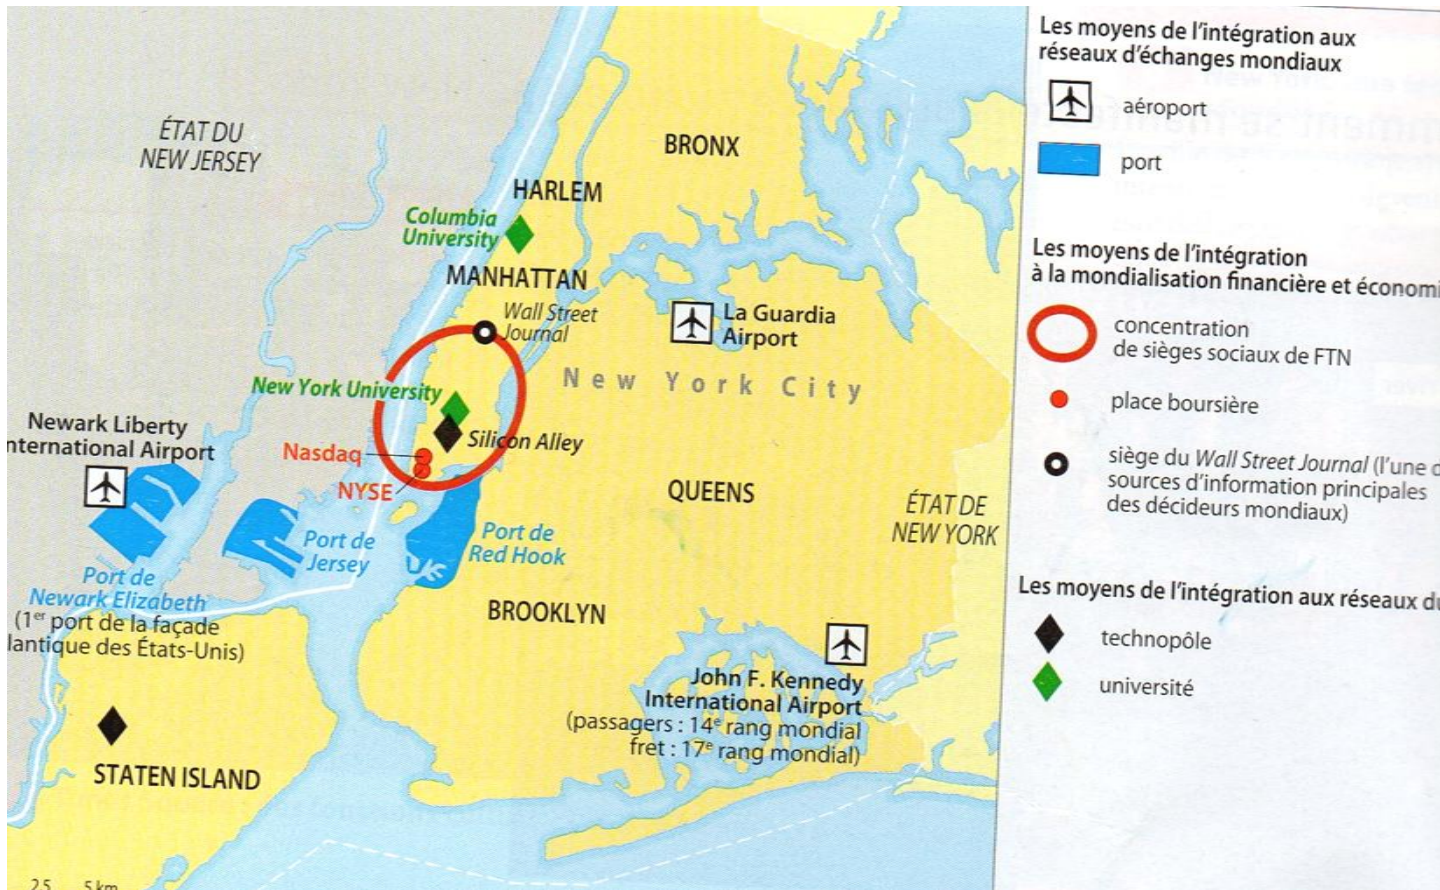 ÉTAT DU
NEW JERSEY
BRONX
HARLEM
Columbia
University
MANHATTAN
Wall Street
Journal
La Guardia
Airport
New York City
New York University
Silicon Alley
Newark Liberty
nternational Airport
Nasdaq
NYSE
QUEENS
ÉTAT DE
NEW YORK
Port de
Jersey
Port de
Red Hook
Port de
Newark Elizabeth
(1er port de la façade
lantique des États-Unis)
BROOKLYN
John F. Kennedy
International Airport
(passagers : 14e rang mondial
fret : 17e rang mondial)
STATEN ISLAND
5 km
Les moyens de l'intégration aux
réseaux d'échanges mondiaux
aéroport
port
Les moyens de l'intégration
à la mondialisation financière et économi
concentration
de sièges sociaux de FTN
place boursière
siège du Wall Street Journal (l'une d
sources d'information principales
des décideurs mondiaux)
Les moyens de l'intégration aux réseaux du
technopôle
université